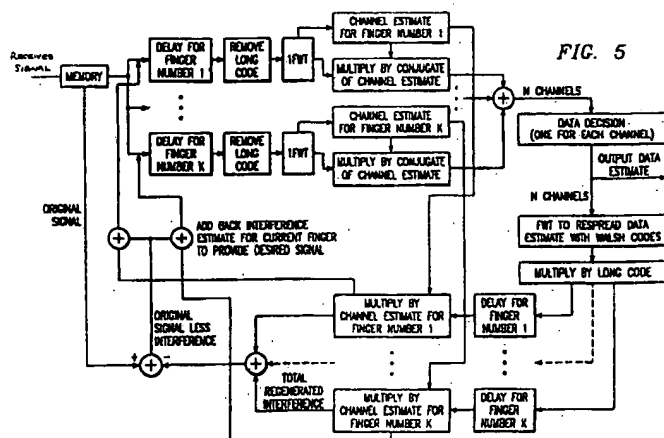 RECEIVED
SIGNAL
MEMORY
DELAY FOR
FINGER
NUMBER 1
REMOVE
LONG
CODE
IFWT
CHANNEL ESTIMATE
FOR FINGER NUMBER 1
MULTIPLY BY CONJUGATE
OF CHANNEL ESTIMATE
FIG. 5
N CHANNELS
DATA DECISION
(ONE FOR EACH CHANNEL)
OUTPUT DATA
ESTIMATE
DELAY FOR
FINGER
NUMBER K
REMOVE
LONG
CODE
IFWT
CHANNEL ESTIMATE
FOR FINGER NUMBER K
MULTIPLY BY CONJUGATE
OF CHANNEL ESTIMATE
N CHANNELS
FWT TO RESPREAD DATA
ESTIMATE WITH WALSH CODES
MULTIPLY BY LONG CODE
ORIGINAL
SIGNAL
+
+
+
ADD BACK INTERFERENCE
ESTIMATE FOR CURRENT FINGER
TO PROVIDE DESIRED SIGNAL
MULTIPLY BY
CHANNEL ESTIMATE FOR
FINGER NUMBER 1
DELAY FOR
FINGER
NUMBER 1
ORIGINAL
SIGNAL LESS
INTERFERENCE
+
+
-
+
TOTAL
REGENERATED
INTERFERENCE
MULTIPLY BY
CHANNEL ESTIMATE FOR
FINGER NUMBER K
DELAY FOR
FINGER
NUMBER K